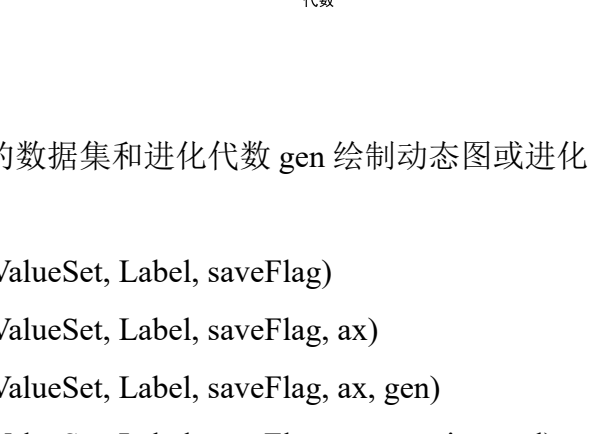 代数
的数据集和进化代数 gen 绘制动态图或进化
ValueSet, Label, saveFlag)
ValueSet, Label, saveFlag, ax)
ValueSet, Label, saveFlag, ax, gen)